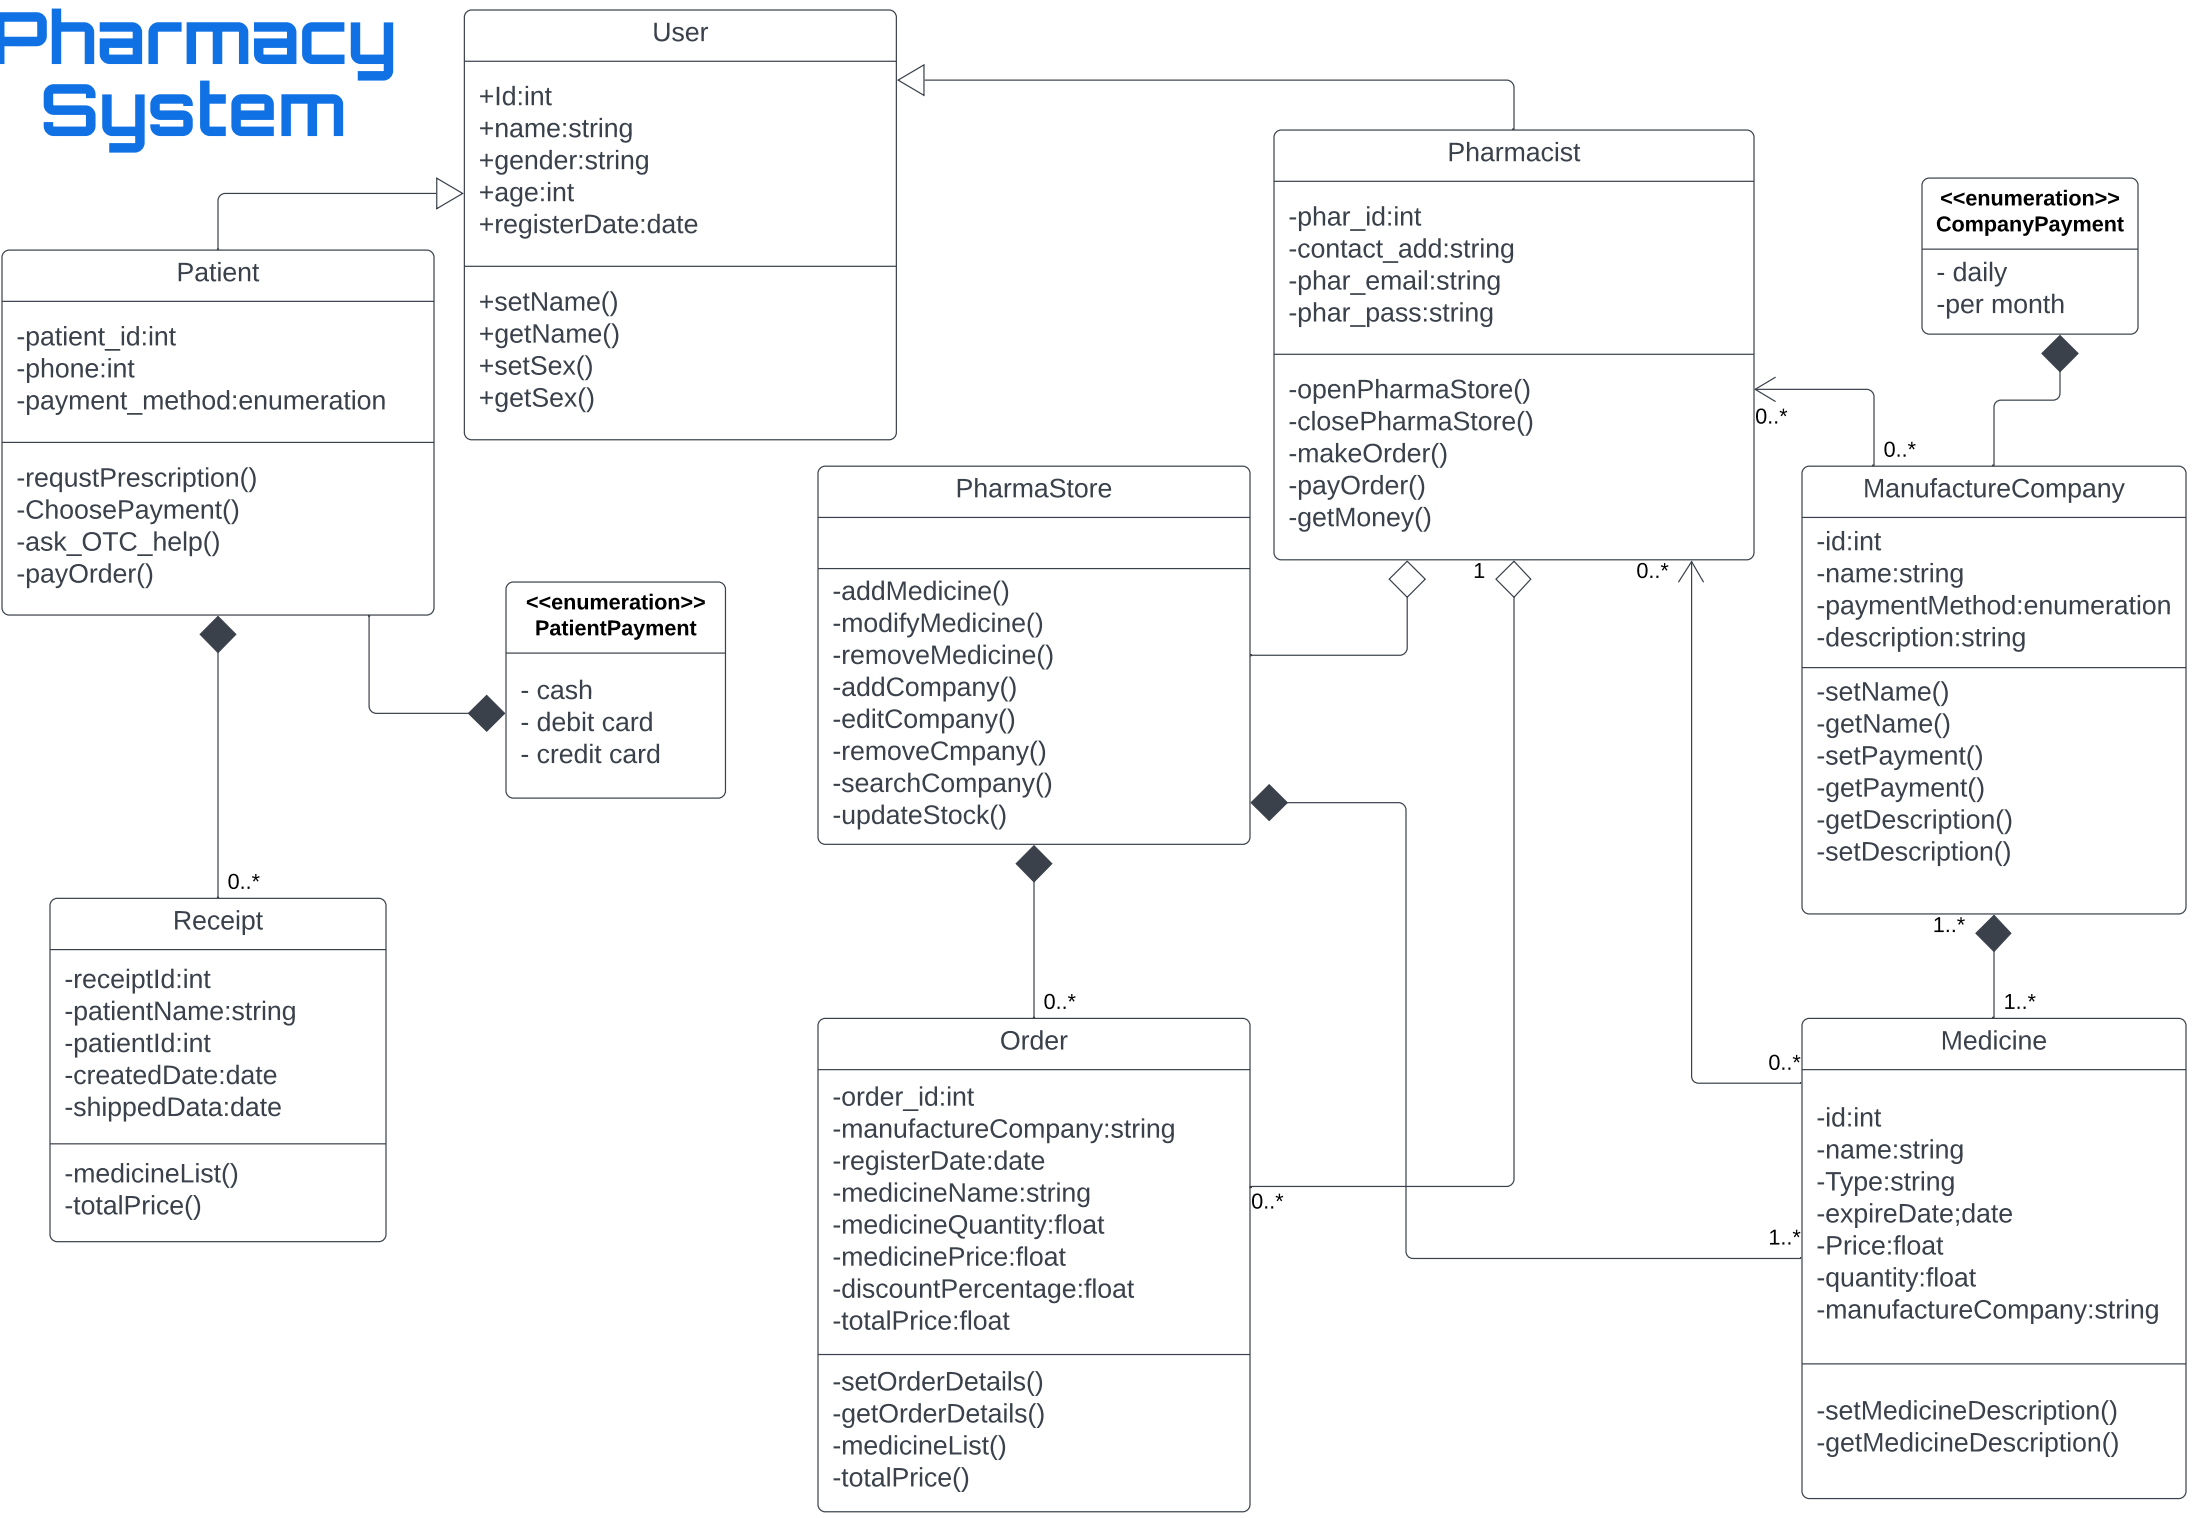 Pharmacy
System
User
+Id:int
+name:string
+gender:string
+age:int
+registerDate:date
+setName()
+getName()
+setSex()
+getSex()
Patient
-patient_id:int
-phone:int
-payment_method:enumeration
-requstPrescription()
-ChoosePayment()
-ask_OTC_help()
-payOrder()
<<enumeration>>
PatientPayment
- cash
- debit card
- credit card
0..*
Receipt
-receiptId:int
-patientName:string
-patientId:int
-createdDate:date
-shippedData:date
-medicineList()
-totalPrice()
Pharmacist
-phar_id:int
-contact_add:string
-phar_email:string
-phar_pass:string
-openPharmaStore()
-closePharmaStore()
-makeOrder()
-payOrder()
-getMoney()
1
0..*
0..*
0..*
<<enumeration>>
CompanyPayment
- daily
-per month
PharmaStore
-addMedicine()
-modifyMedicine()
-removeMedicine()
-addCompany()
-editCompany()
-removeCmpany()
-searchCompany()
-updateStock()
0..*
Order
-order_id:int
-manufactureCompany:string
-registerDate:date
-medicineName:string
-medicineQuantity:float
-medicinePrice:float
-discountPercentage:float
-totalPrice:float
-setOrderDetails()
-getOrderDetails()
-medicineList()
-totalPrice()
0..*
ManufactureCompany
-id:int
-name:string
-paymentMethod:enumeration
-description:string
-setName()
-getName()
-setPayment()
-getPayment()
-getDescription()
-setDescription()
1..*
1..*
0..*
1..*
Medicine
-id:int
-name:string
-Type:string
-expireDate;date
-Price:float
-quantity:float
-manufactureCompany:string
-setMedicineDescription()
-getMedicineDescription()